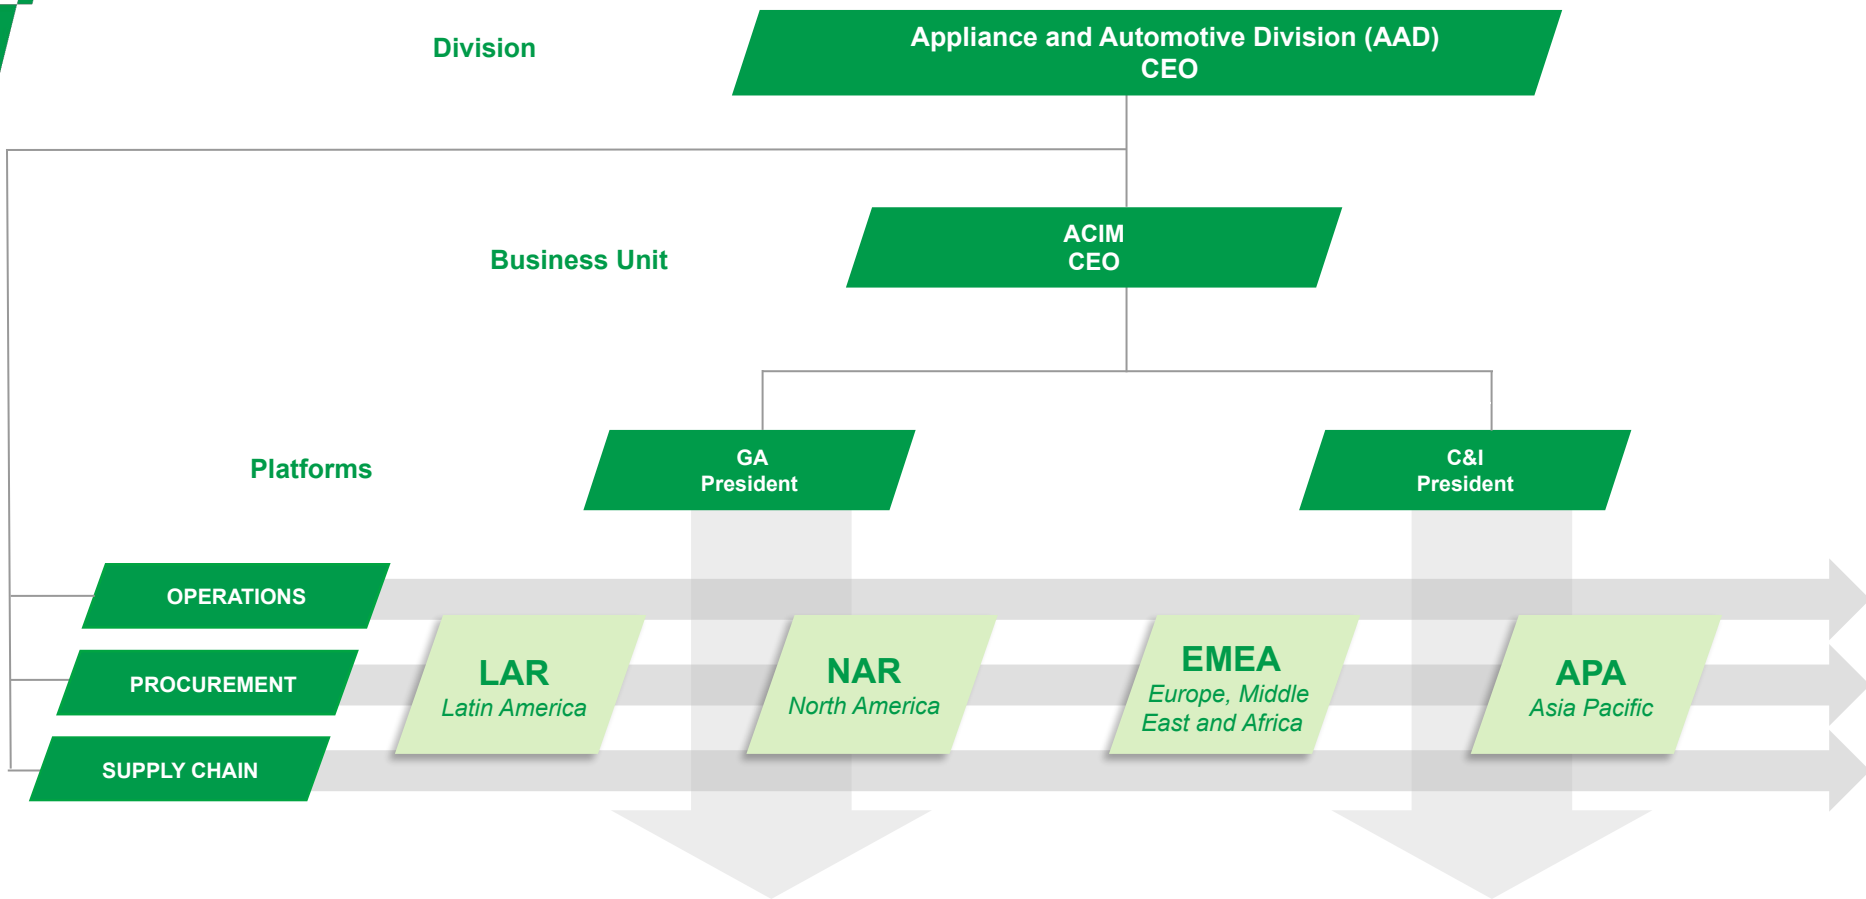 Division
Appliance and Automotive Division (AAD)
CEO
Business Unit
ACIM
CEO
Platforms
GA
President
C&I
President
OPERATIONS
PROCUREMENT
SUPPLY CHAIN
LAR
Latin America
NAR
North America
EMEA
Europe, Middle
East and Africa
APA
Asia Pacific